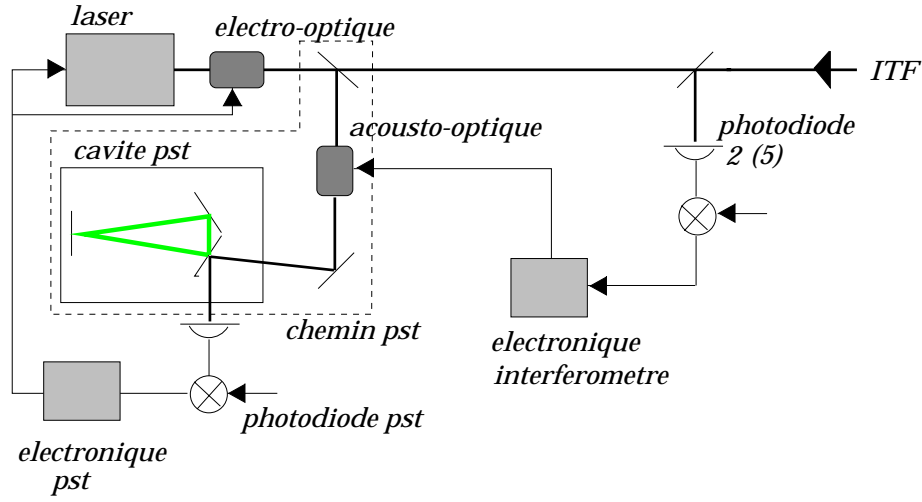 laser
electro-optique
ITF
acousto-optique
photodiode
2 (5)
cavite pst
chemin pst
electronique
interferometre
photodiode pst
electronique
pst